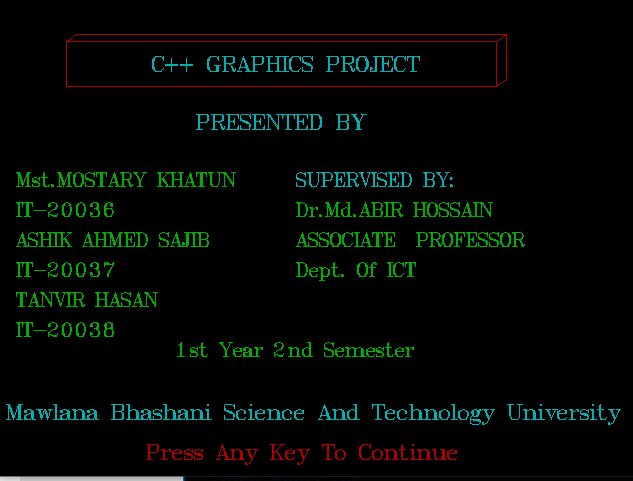 C++ GRAPHICS PROJECT
PRESENTED BY
Mst.MOSTARY KHATUN
IT-20036
ASHIK AHMED SAJIB
IT-20037
TANVIR HASAN
IT-20038
SUPERVISED BY:
Dr.Md.ABIR HOSSAIN
ASSOCIATE PROFESSOR
Dept. Of ICT
1st Year 2nd Semester
Mawlana Bhashani Science And Technology University
Press Any Key To Continue